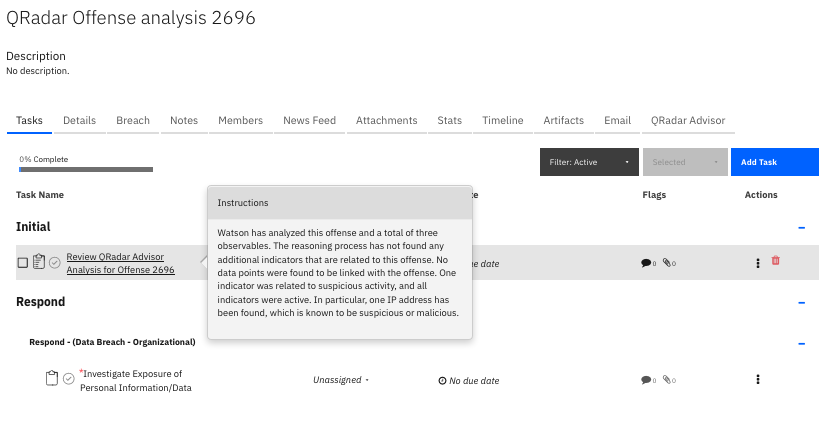 QRadar Offense analysis 2696
Description
No description.
Tasks Details Breach Notes Members News Feed Attachments Stats Timeline Artifacts Email QRadar Advisor
0% Complete
Filter: Active Selected Add Task
Task Name Flags Actions
Instructions
Watson has analyzed this offense and a total of three
observables. The reasoning process has not found any
additional indicators that are related to this offense. No
data points were found to be linked with the offense. One
indicator was related to suspicious activity, and all
indicators were active. In particular, one IP address has
been found, which is known to be suspicious or malicious.
Initial
Review QRadar Advisor
Analysis for Offense 2696
due date 0 0
Respond
Respond - (Data Breach - Organizational)
*Investigate Exposure of
Personal Information/Data
Unassigned No due date 0 0